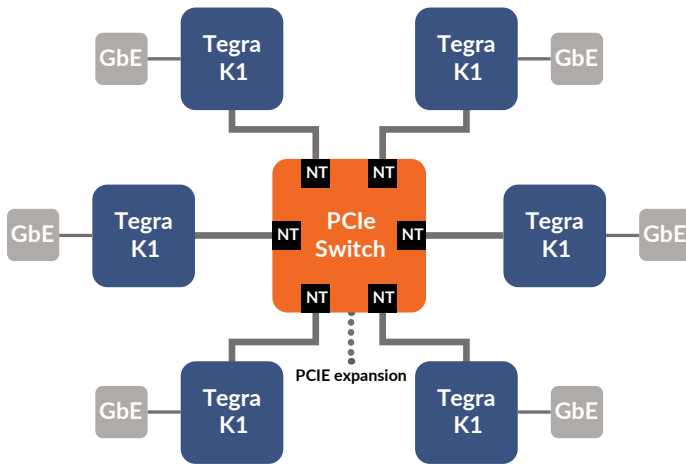 GbE
Tegra
K1
Tegra
K1
GbE
NT
NT
GbE
Tegra
K1
NT
PCIe
Switch
NT
Tegra
K1
GbE
NT
NT
PCIE expansion
GbE
Tegra
K1
Tegra
K1
GbE